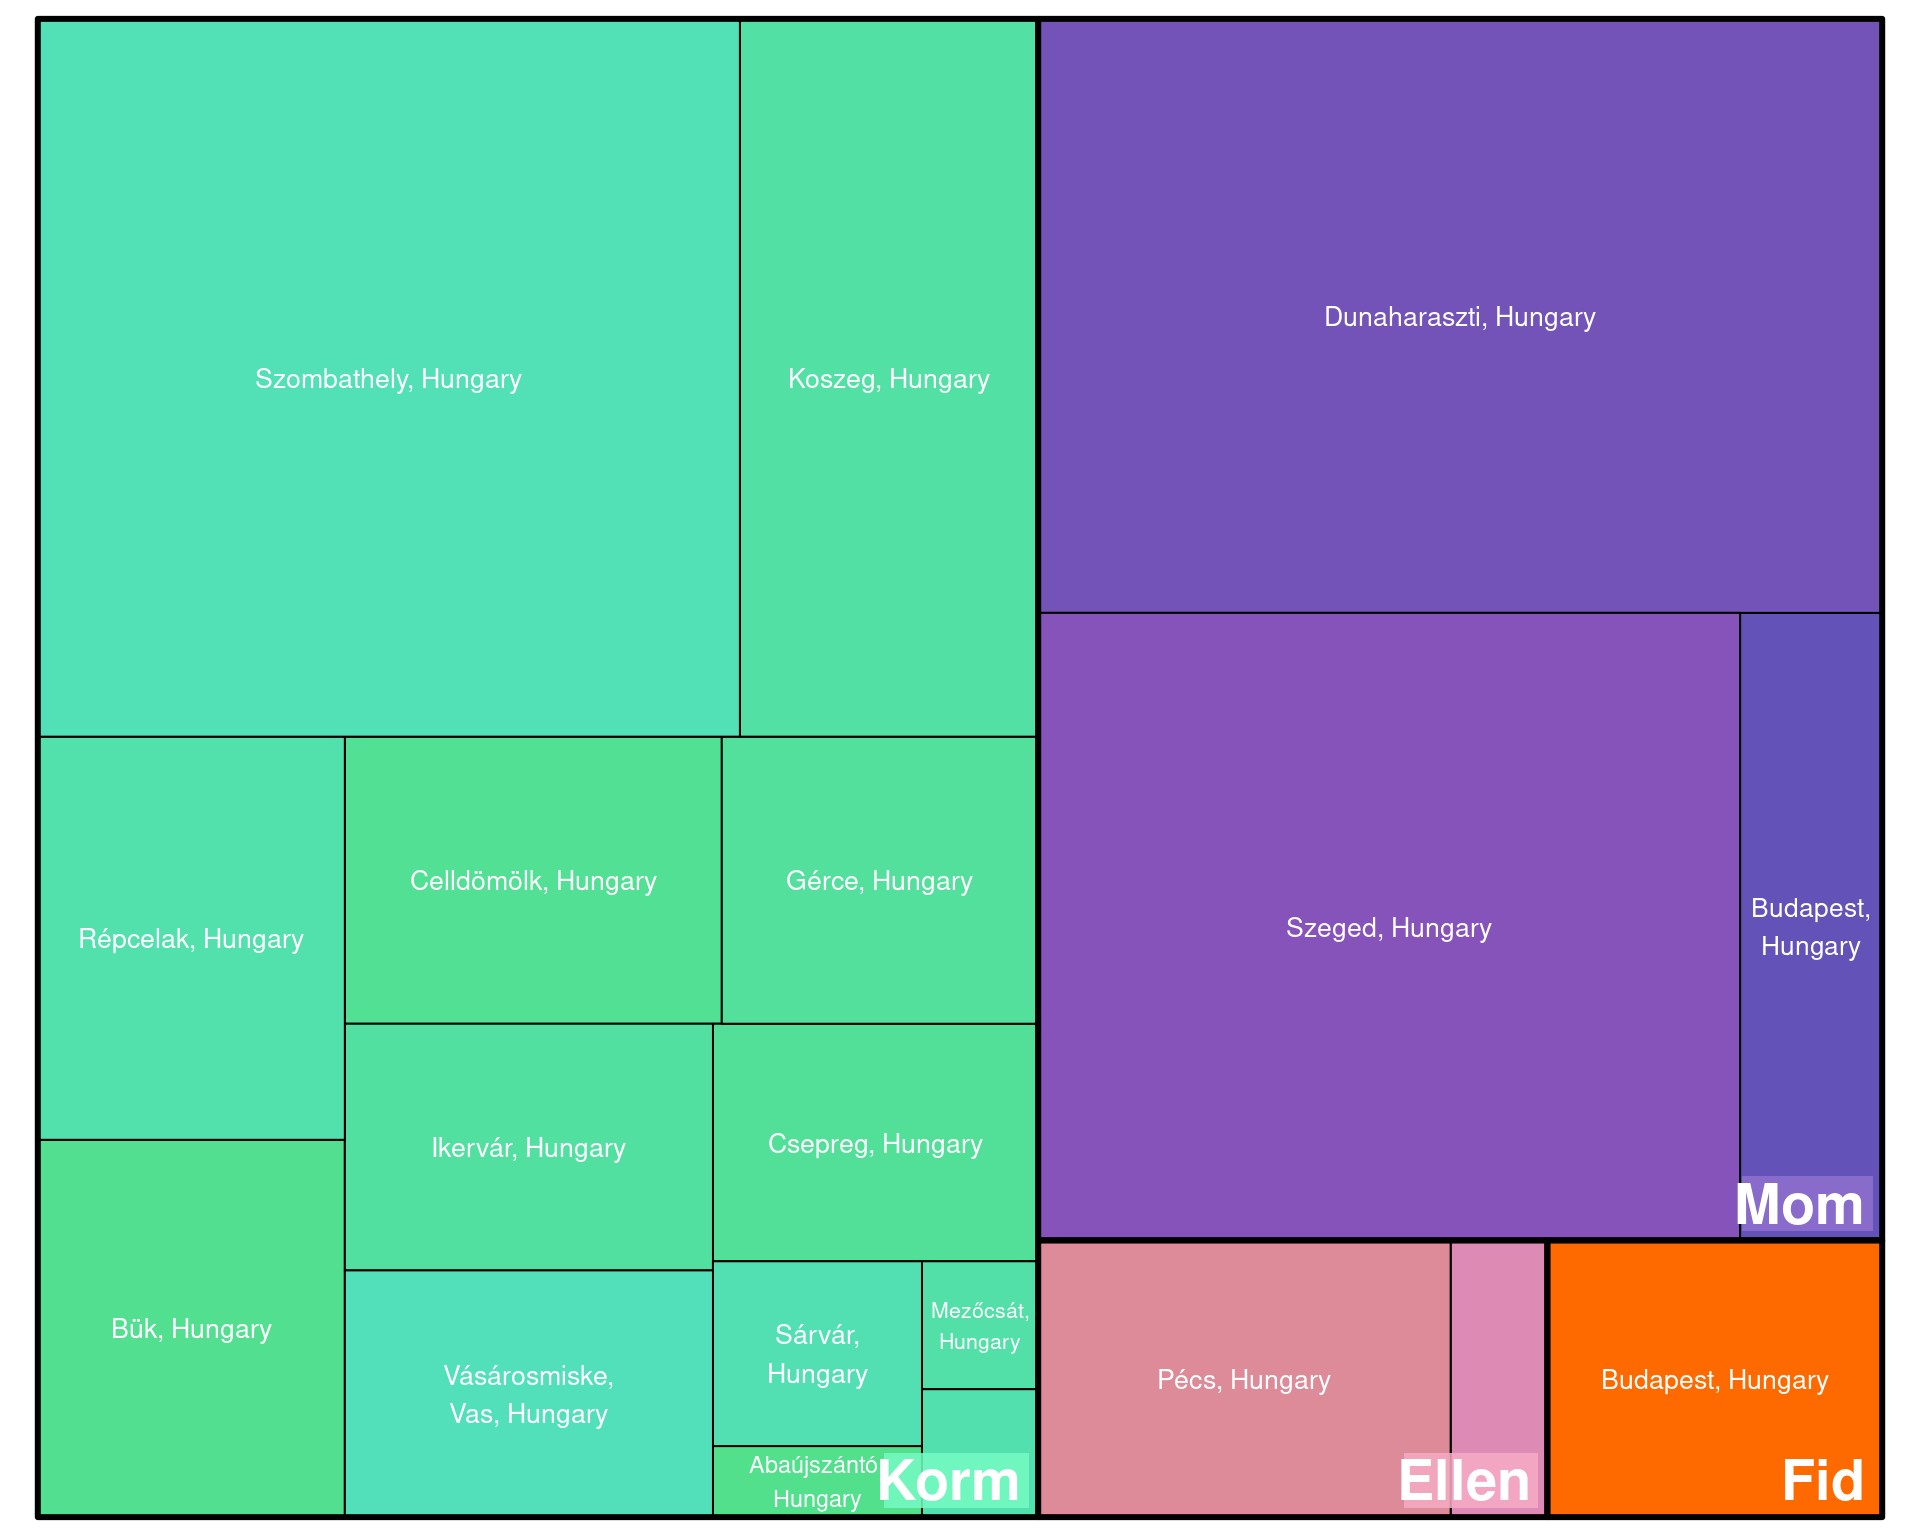 Szombathely, Hungary
Koszeg, Hungary
Répcelak, Hungary
Celldömölk, Hungary
Gérce, Hungary
Ikervár, Hungary
Csepreg, Hungary
Bük, Hungary
Vásárosmiske,
Vas, Hungary
Sárvár,
Hungary
Mezőcsát,
Hungary
Abaújszántó
Hungary
Korm
Dunaharaszti, Hungary
Szeged, Hungary
Budapest,
Hungary
Mom
Pécs, Hungary
Ellen
Budapest, Hungary
Fid